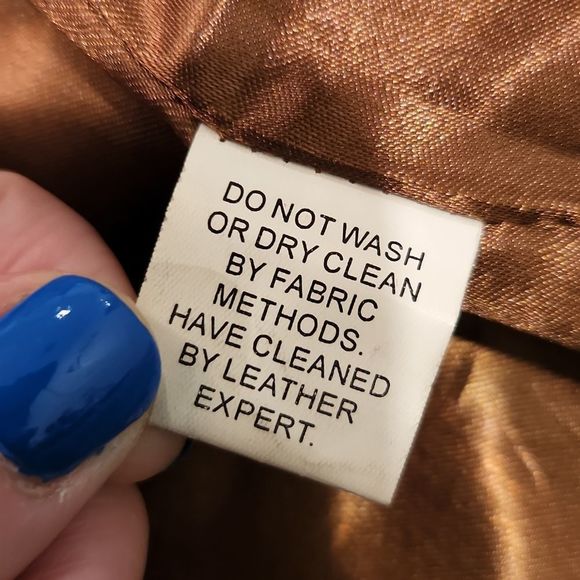 DO NOT WASH
OR DRY CLEAN
BY FABRIC
METHODS.
HAVE CLEANED
BY LEATHER
EXPERT.